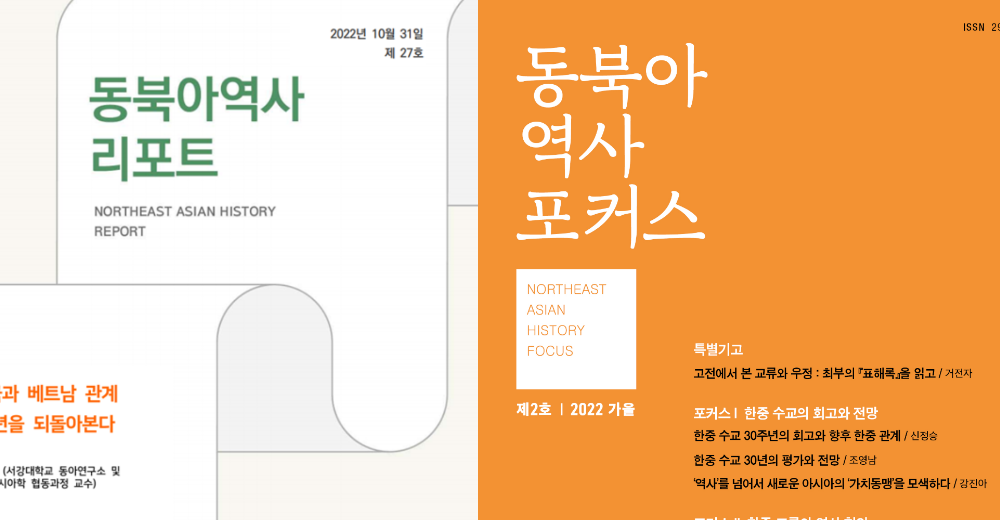 2022년 10월 31일
제 27호
동북아역사
리포트
NORTHEAST ASIAN HISTORY
REPORT
베트남 관계
되돌아본다
(서강대학교 동아연구소 및
협동과정 교수)
ISSN
동북아
역사
포커스
NORTHEAST
ASIAN
HISTORY
FOCUS
제2호 | 2022 가을
특별기고
고전에서 본 교류와 우정 : 최부의 『표해록』을 읽고 / 거전자
포커스Ⅰ 한중 수교의 회고와 전망
한중 수교 30주년의 회고와 향후 한중 관계 / 신정승
한중 수교 30년의 평가와 전망 / 조영남
'역사'를 넘어서 새로운 아시아의 '가치동맹'을 모색하다 / 강진아